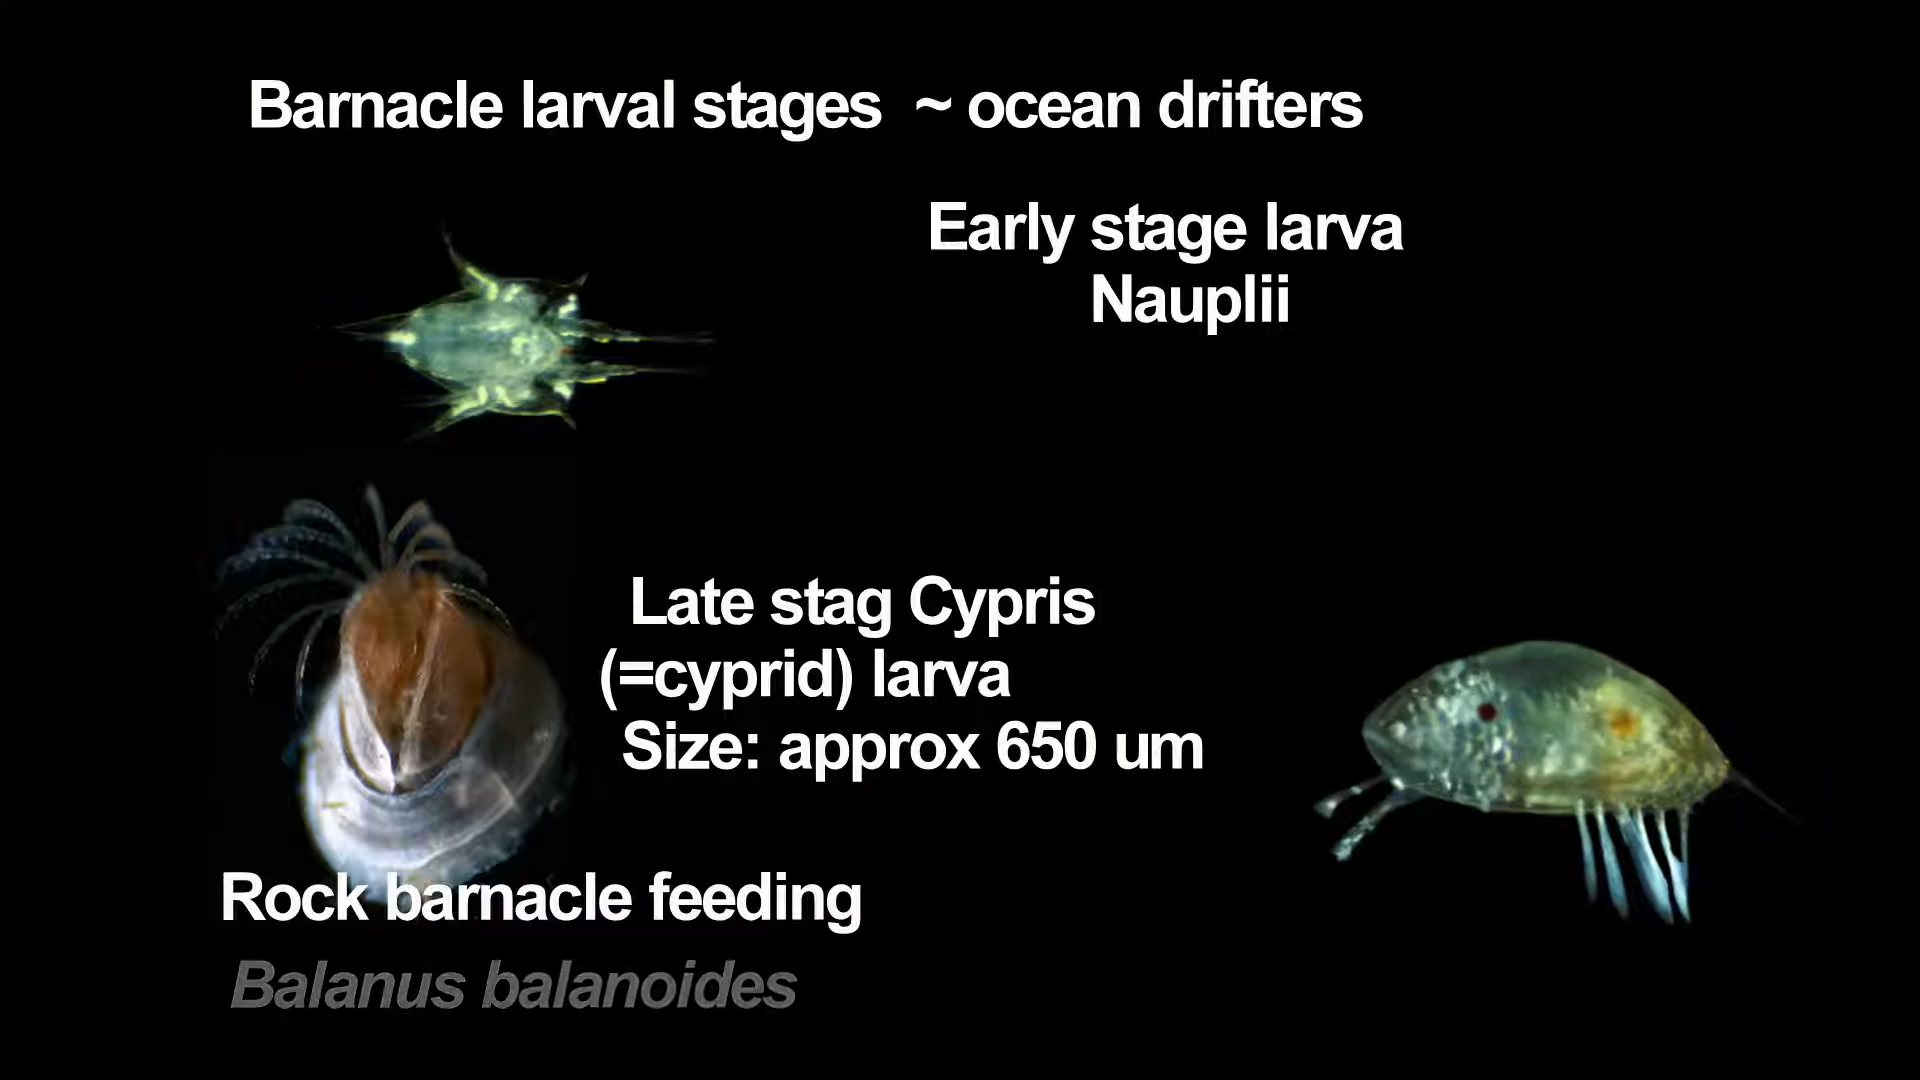 Barnacle larval stages ~ ocean drifters
Early stage larva
Nauplii
Late stag Cypris
(=cyprid) larva
Size: approx 650 um
Rock barnacle feeding
Balanus balanoides